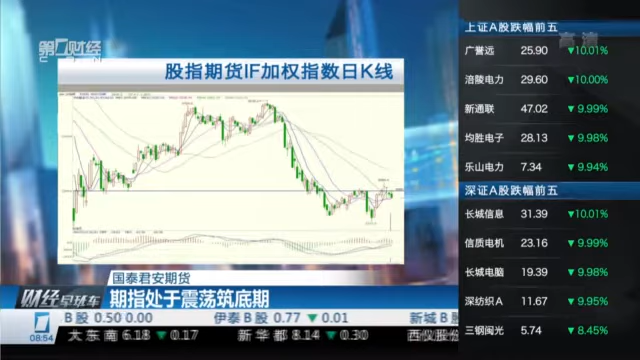 第一财经
高清
股指期货IF加权指数日K线
国泰君安期货
期指处于震荡筑底期
财经早班车
08:54
B股 0.50 0.00 伊泰B股 0.77 ▼0.01 新城B股
大东南 6.18 ▼0.17 新华都 8.14 ▼0.30 西仪股份
上证A股跌幅前五
广誉远 25.90 ▼10.01%
涪陵电力 29.60 ▼10.00%
新通联 47.02 ▼9.99%
均胜电子 28.13 ▼9.98%
乐山电力 7.34 ▼9.94%
深证A股跌幅前五
长城信息 31.39 ▼10.01%
信质电机 23.16 ▼9.99%
长城电脑 19.39 ▼9.98%
深纺织A 11.67 ▼9.95%
三钢闽光 5.74 ▼8.45%